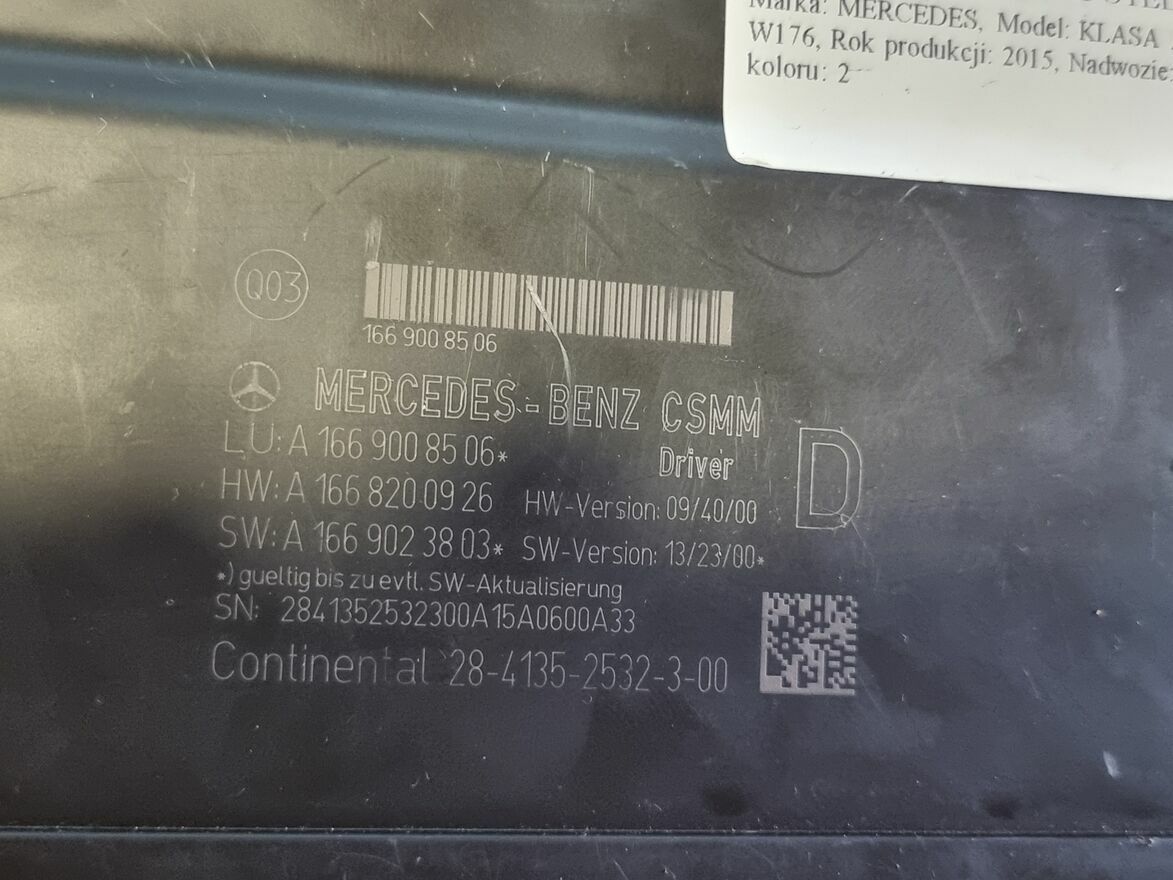 Marka: MERCEDES, Model: KLASA
W176, Rok produkcji: 2015, Nadwozie:
koloru: 2
Q03
166 900 85 06
MERCEDES-BENZ CSMM
Driver
D
LU: A 166 900 85 06*
HW: A 166 820 09 26 HW-Version: 09/40/00
SW: A 166 902 38 03* SW-Version: 13/23/00*
*) gueltig bis zu evtl. SW-Aktualisierung
SN: 2841352532300A15A0600A33
Continental 28-4135-2532-3-00